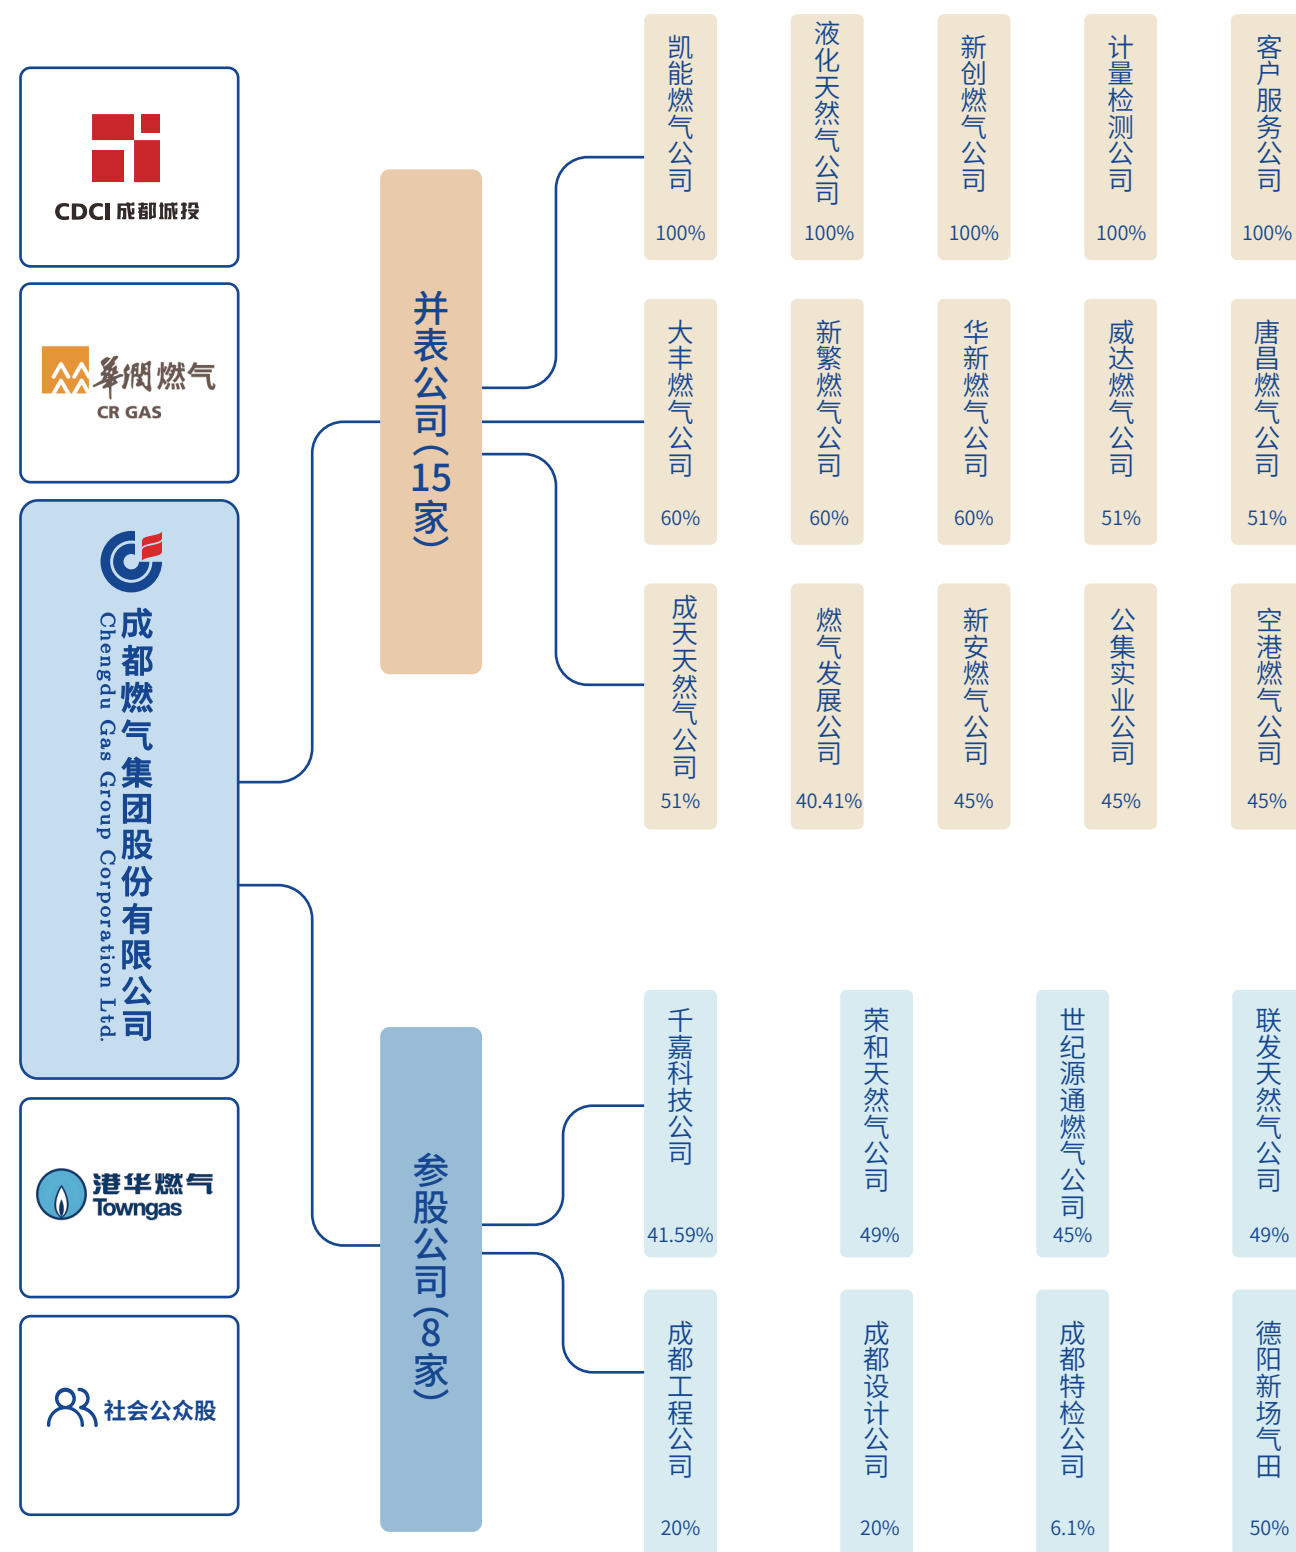 CDCI 成都城投
華潤燃气
CR GAS
成都燃气集团股份有限公司
Chengdu Gas Group Corporation Ltd.
港华燃气
Towngas
社会公众股
并表公司（15家）
凯能燃气公司
100%
液化天然气公司
100%
新创燃气公司
100%
计量检测公司
100%
客户服务公司
100%
大丰燃气公司
60%
新繁燃气公司
60%
华新燃气公司
60%
威达燃气公司
51%
唐昌燃气公司
51%
成天天然气公司
51%
燃气发展公司
40.41%
新安燃气公司
45%
公集实业公司
45%
空港燃气公司
45%
参股公司（8家）
千嘉科技公司
41.59%
荣和天然气公司
49%
世纪源通燃气公司
45%
联发天然气公司
49%
成都工程公司
20%
成都设计公司
20%
成都特检公司
6.1%
德阳新场气田
50%